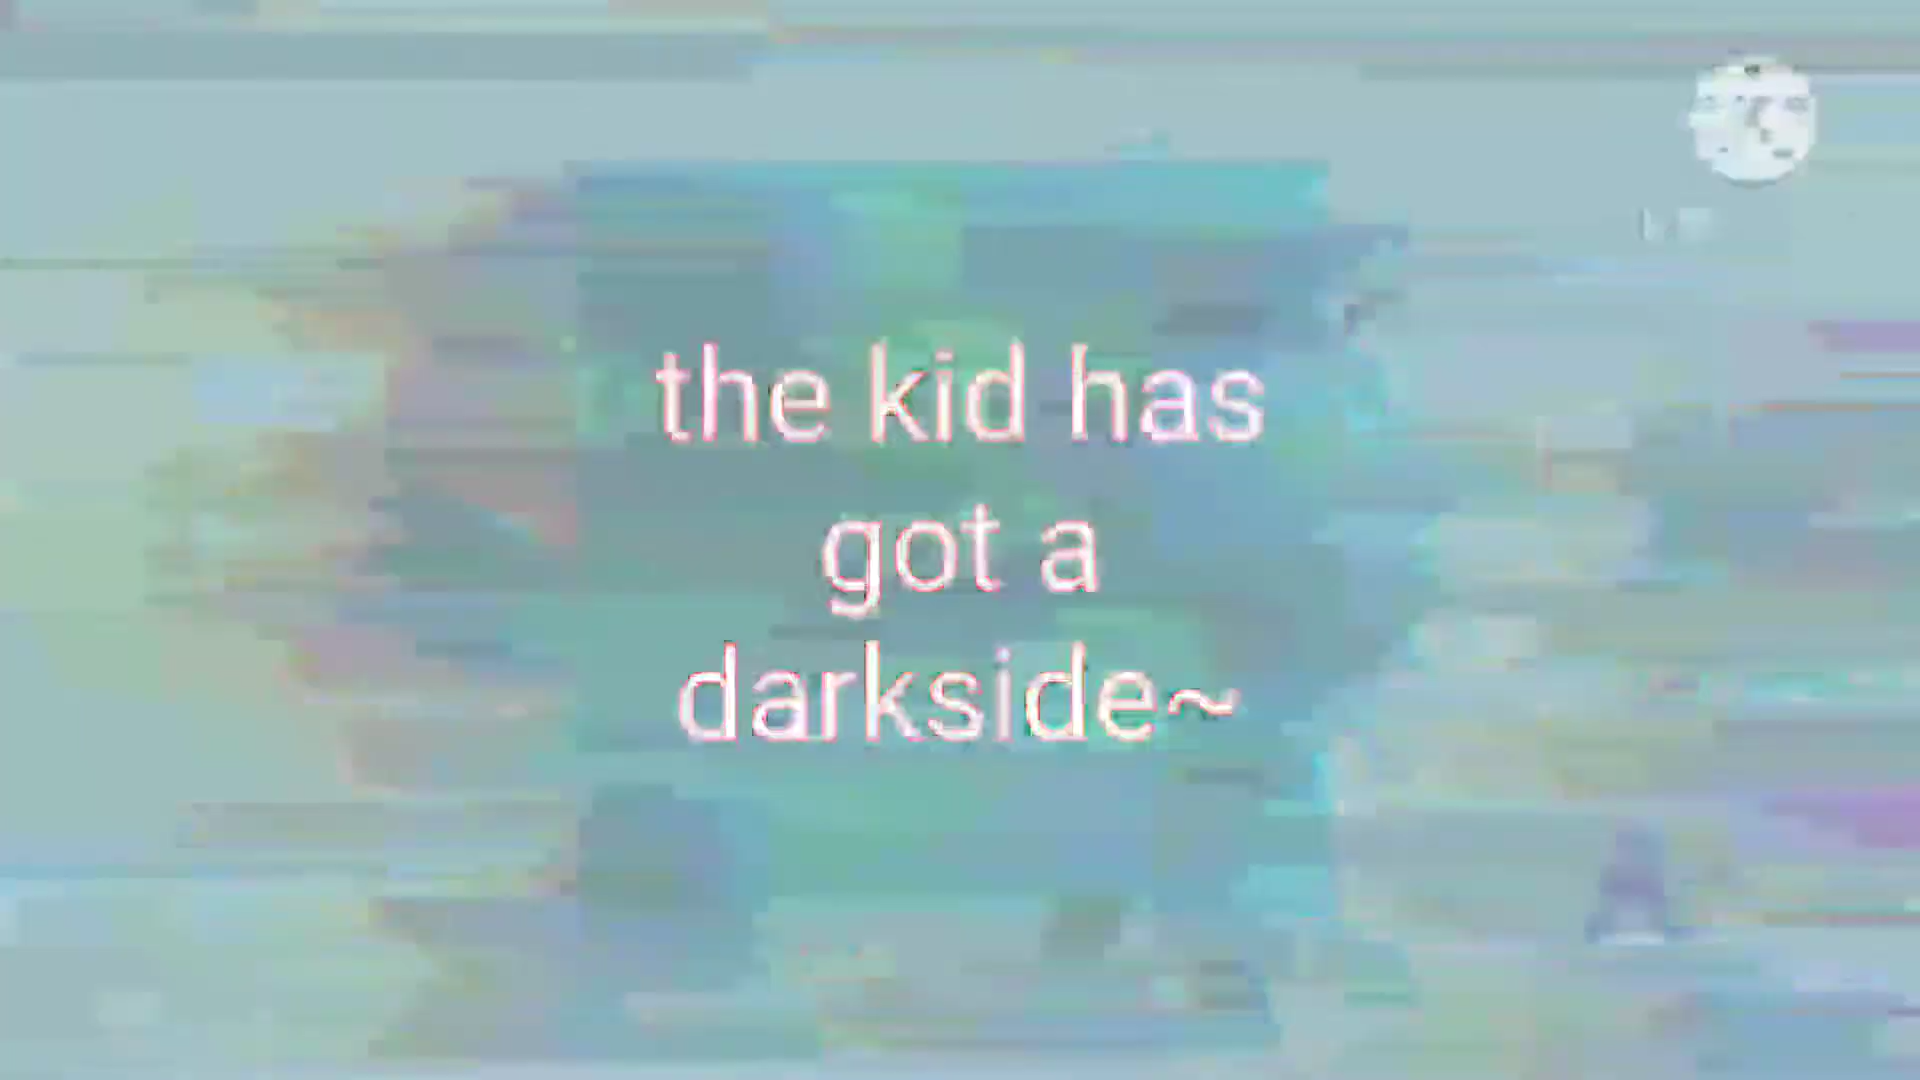 the kid has
got a
darkside~